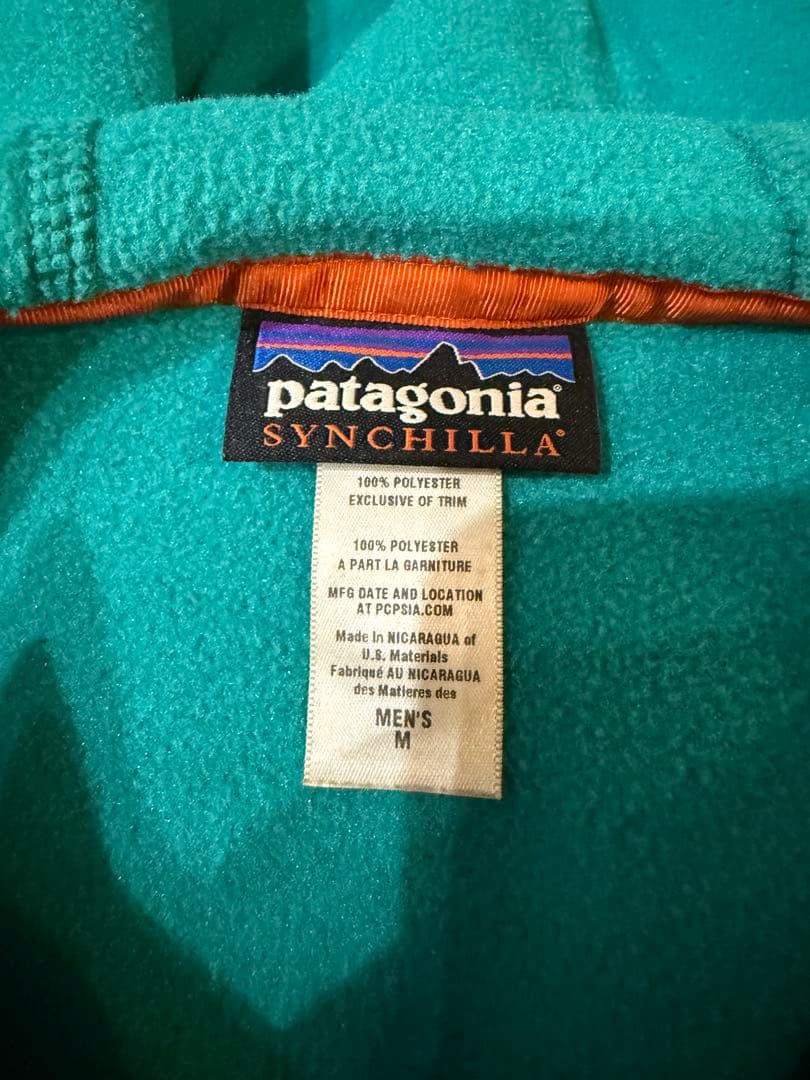 patagonia®
SYNCHILLA®
100% POLYESTER
EXCLUSIVE OF TRIM
100% POLYESTER
A PART LA GARNITURE
MFG DATE AND LOCATION
AT PCPSIA.COM
Made in NICARAGUA of
U.S. Materials
Fabriqué AU NICARAGUA
des Matieres des
MEN'S
M